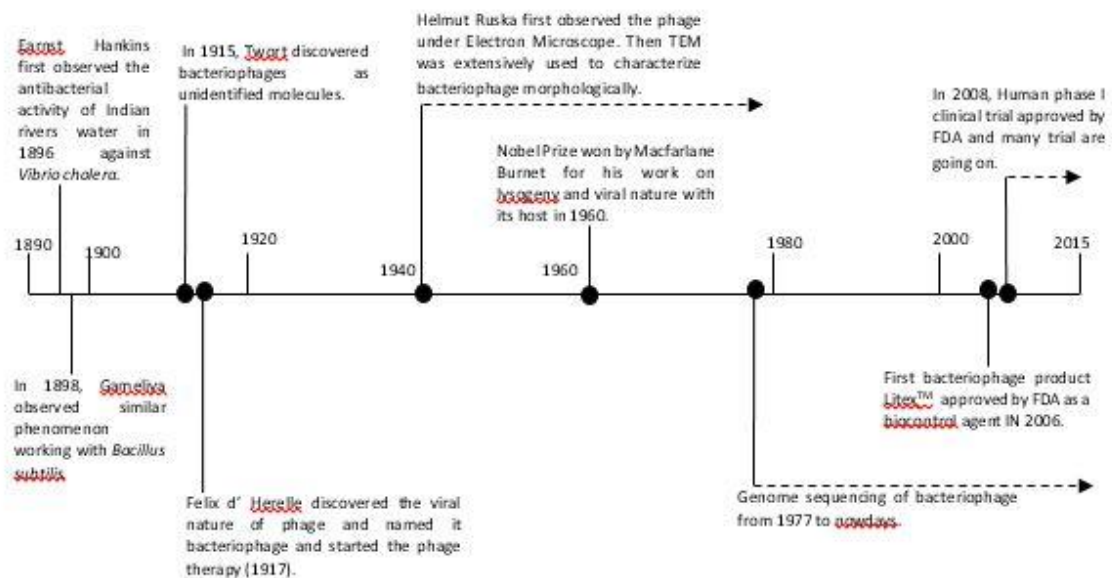 Earnst Hankins
first observed the
antibacterial
activity of Indian
rivers water in
1896 against
Vibrio cholera.
In 1915, Twort discovered
bacteriophages as
unidentified molecules.
Helmut Ruska first observed the phage
under Electron Microscope. Then TEM
was extensively used to characterize
bacteriophage morphologically.
Nobel Prize won by Macfarlane
Burnet for his work on
lysogeny and viral nature with
its host in 1960.
In 2008, Human phase I
clinical trial approved by
FDA and many trial are
going on.
1890
1900
1920
1940
1960
1980
2000
2015
In 1898, Gameliya
observed similar
phenomenon
working with Bacillus
subtilis
Felix d’ Herelle discovered the viral
nature of phage and named it
bacteriophage and started the phage
therapy (1917).
First bacteriophage product
Litex™ approved by FDA as a
biocontrol agent IN 2006.
Genome sequencing of bacteriophage
from 1977 to nowdays.